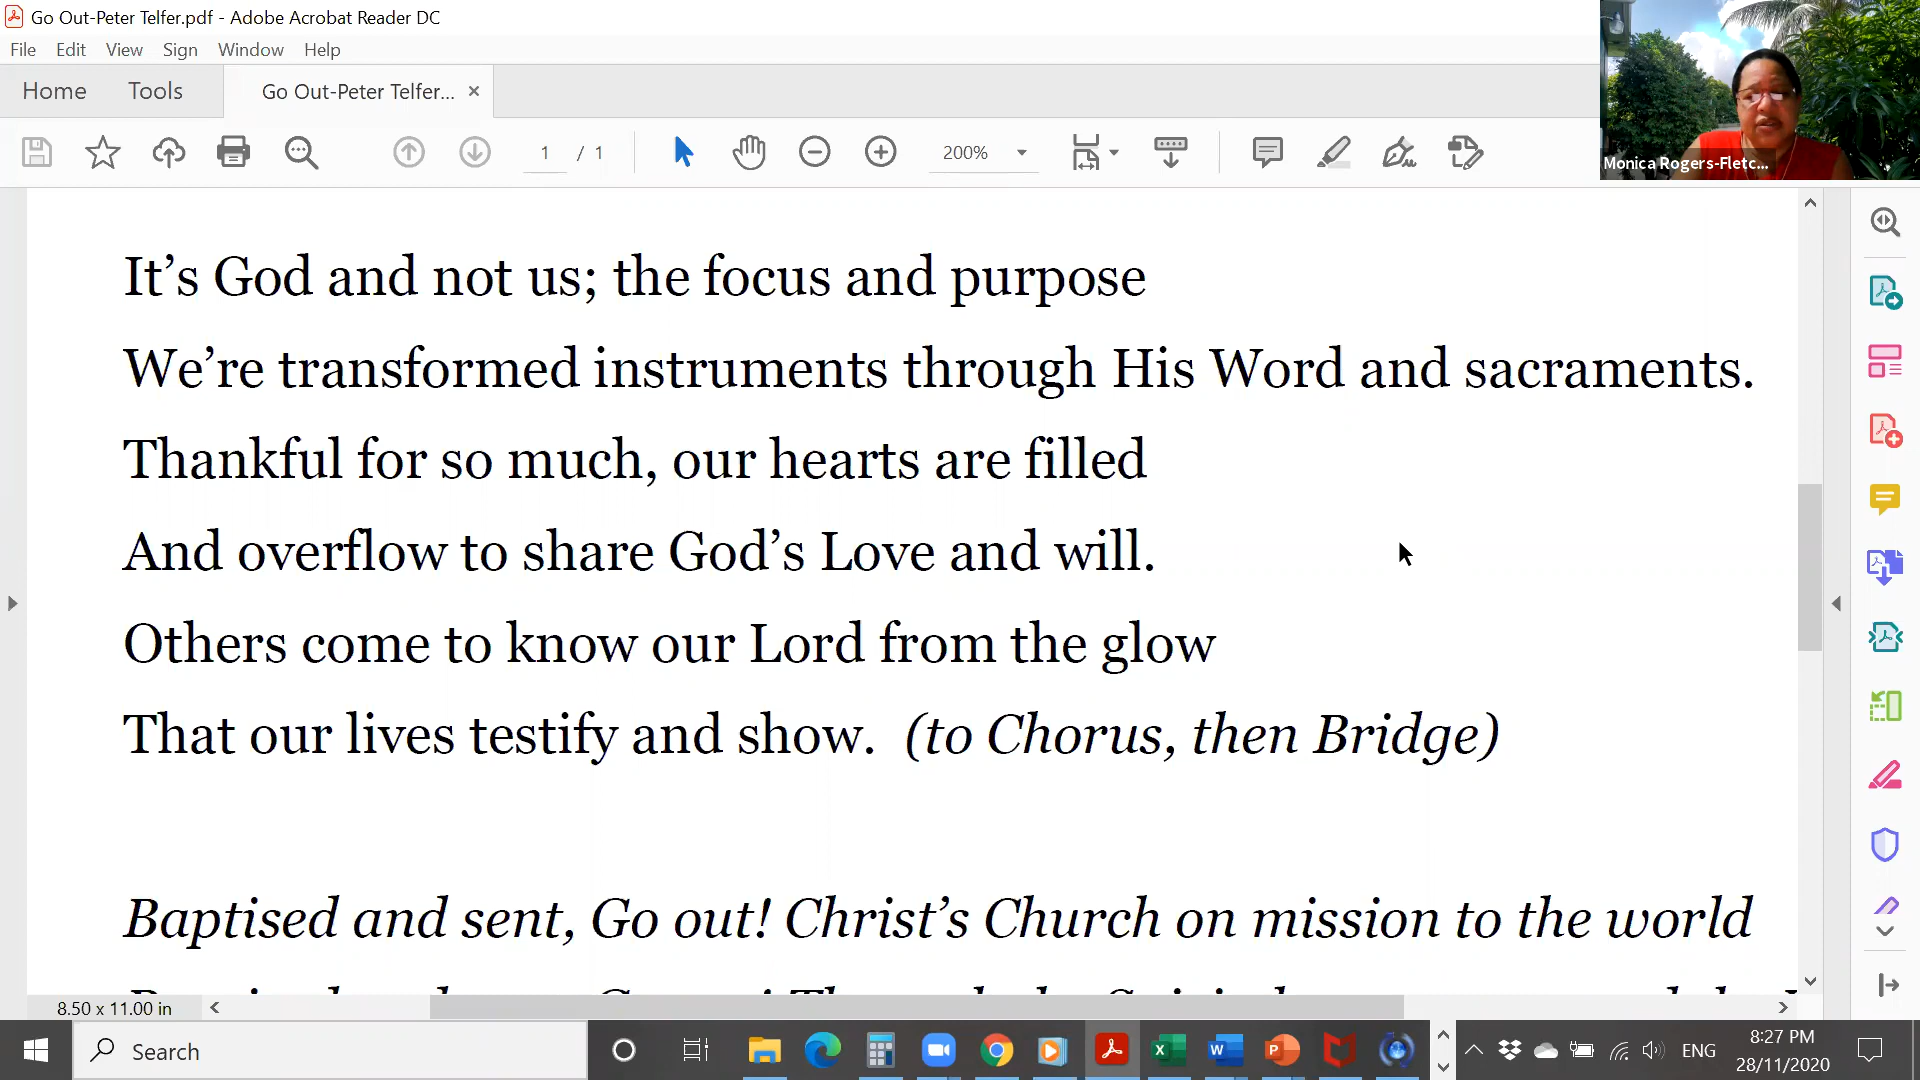 Go Out-Peter Telfer.pdf - Adobe Acrobat Reader DC
File Edit View Sign Window Help
Home Tools Go Out-Peter Telfer... ×
1 / 1 200%
Monica Rogers-Fletc...
It's God and not us; the focus and purpose
We're transformed instruments through His Word and sacraments.
Thankful for so much, our hearts are filled
And overflow to share God's Love and will.
Others come to know our Lord from the glow
That our lives testify and show. (to Chorus, then Bridge)
Baptised and sent, Go out! Christ's Church on mission to the world
8.50 x 11.00 in
Search
ENG
8:27 PM
28/11/2020